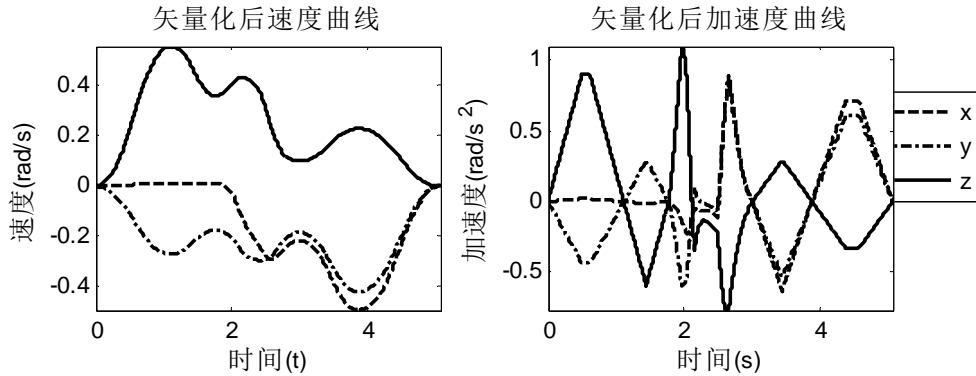 矢量化后速度曲线
速度(rad/s)
0.4
0.2
0
-0.2
-0.4
0
2
4
时间(t)
矢量化后加速度曲线
加速度(rad/s 2)
1
0.5
0
-0.5
0
2
4
时间(s)
x
y
z